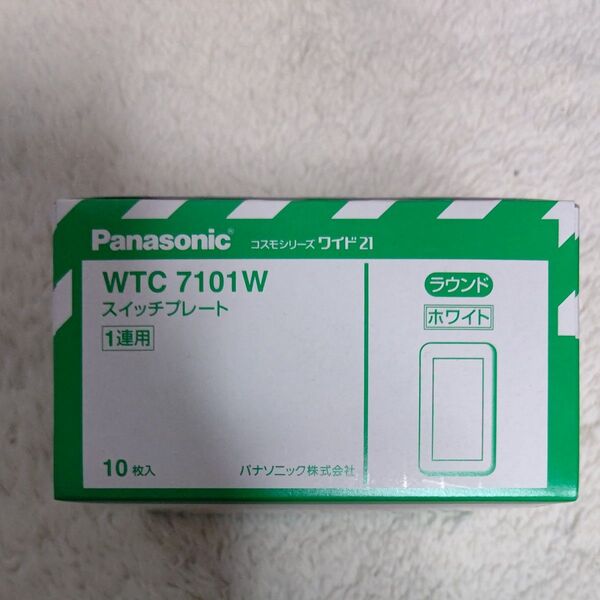 Panasonic® コスモシリーズ ワイド21
WTC 7101W
スイッチプレート
1連用
ラウンド
ホワイト
10枚入
パナソニック株式会社